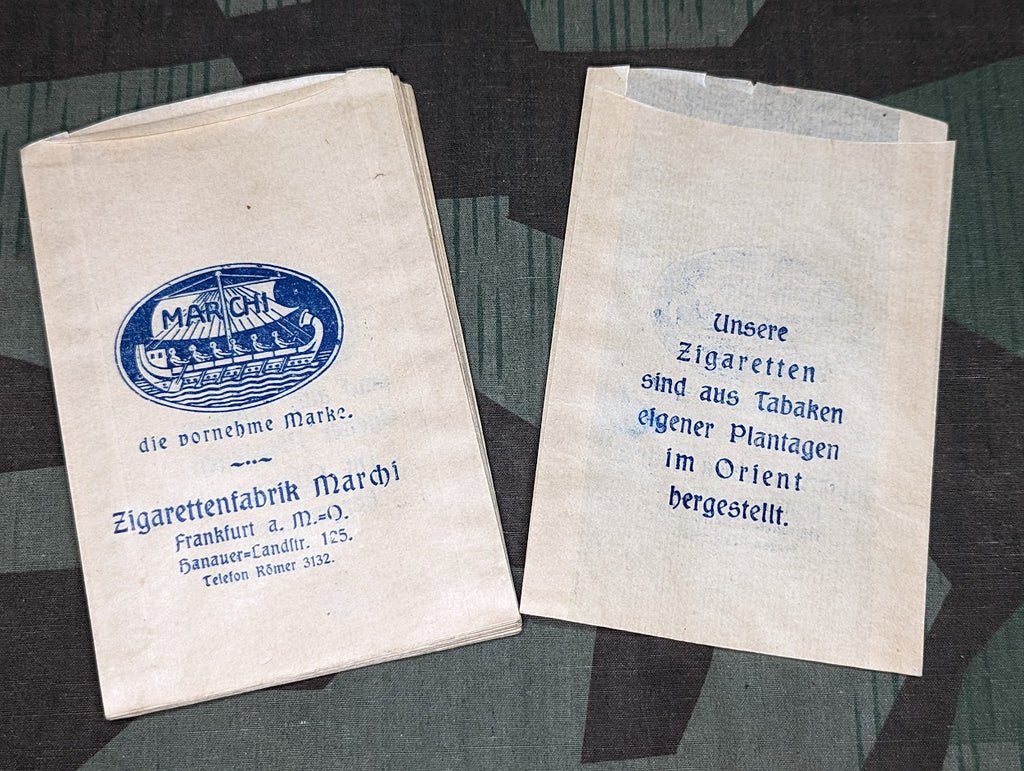 MARCHI
die vornehme Marke.
Zigarettenfabrik Marchi
Frankfurt a. M.=O.
Hanauer=Landstr. 125.
Telefon Römer 3132.
Unsere
Zigaretten
sind aus Tabaken
eigener Plantagen
im Orient
hergestellt.